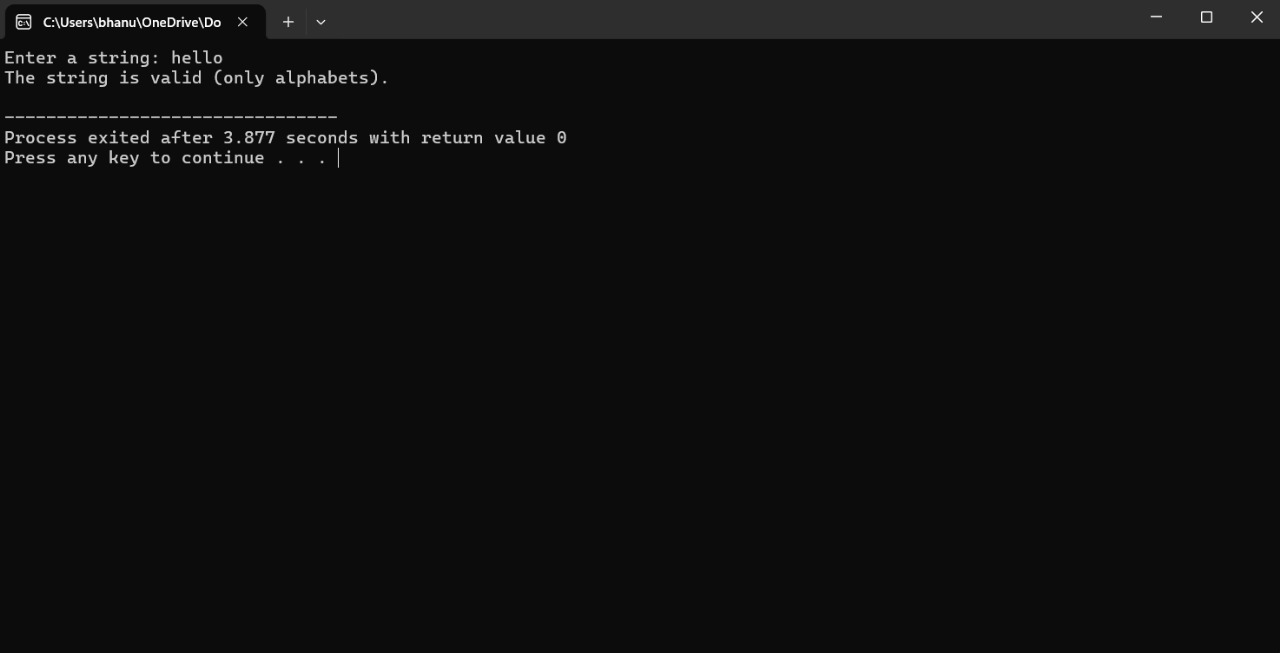 C:\Users\bhanu\OneDrive\Do
Enter a string: hello
The string is valid (only alphabets).
--------------------------------
Process exited after 3.877 seconds with return value 0
Press any key to continue . . .